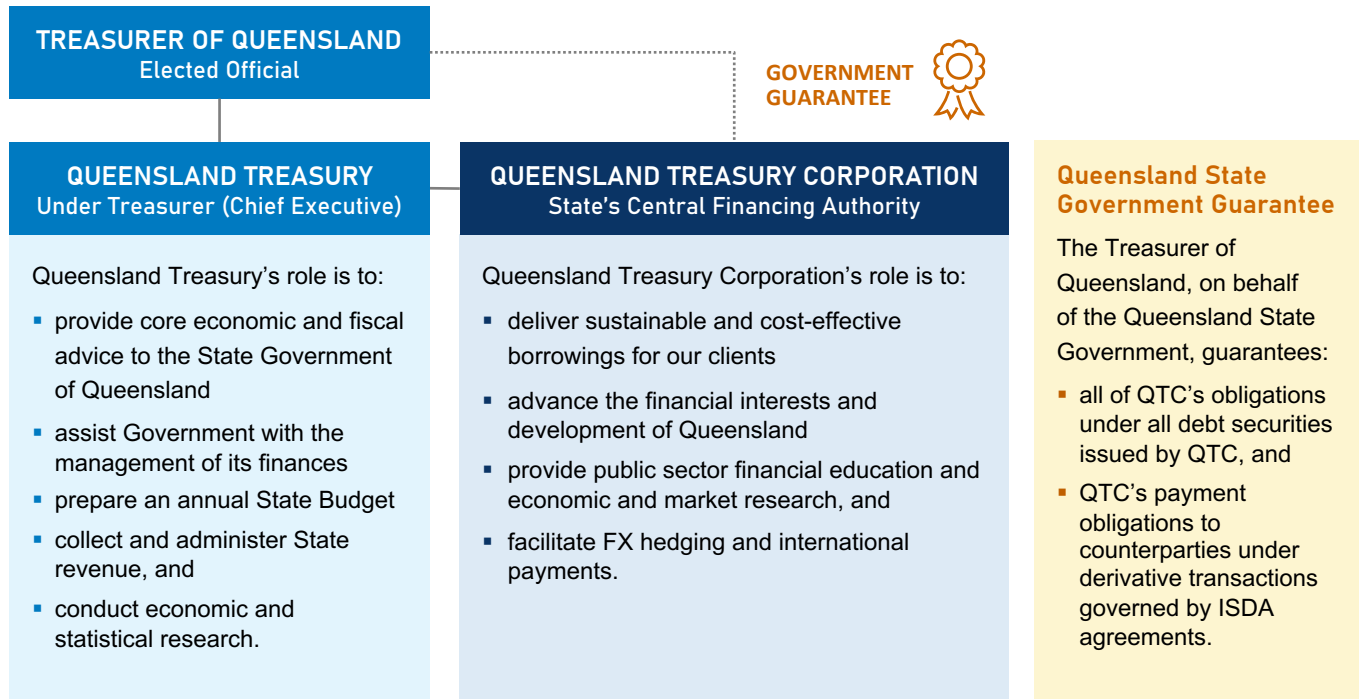 TREASURER OF QUEENSLAND
Elected Official
GOVERNMENT
GUARANTEE
QUEENSLAND TREASURY
Under Treasurer (Chief Executive)
Queensland Treasury’s role is to:
▪ provide core economic and fiscal
advice to the State Government
of Queensland
▪ assist Government with the
management of its finances
▪ prepare an annual State Budget
▪ collect and administer State
revenue, and
▪ conduct economic and
statistical research.
QUEENSLAND TREASURY CORPORATION
State’s Central Financing Authority
Queensland Treasury Corporation’s role is to:
▪ deliver sustainable and cost-effective
borrowings for our clients
▪ advance the financial interests and
development of Queensland
▪ provide public sector financial education and
economic and market research, and
▪ facilitate FX hedging and international
payments.
Queensland State
Government Guarantee
The Treasurer of
Queensland, on behalf
of the Queensland State
Government, guarantees:
▪ all of QTC’s obligations
under all debt securities
issued by QTC, and
▪ QTC’s payment
obligations to
counterparties under
derivative transactions
governed by ISDA
agreements.